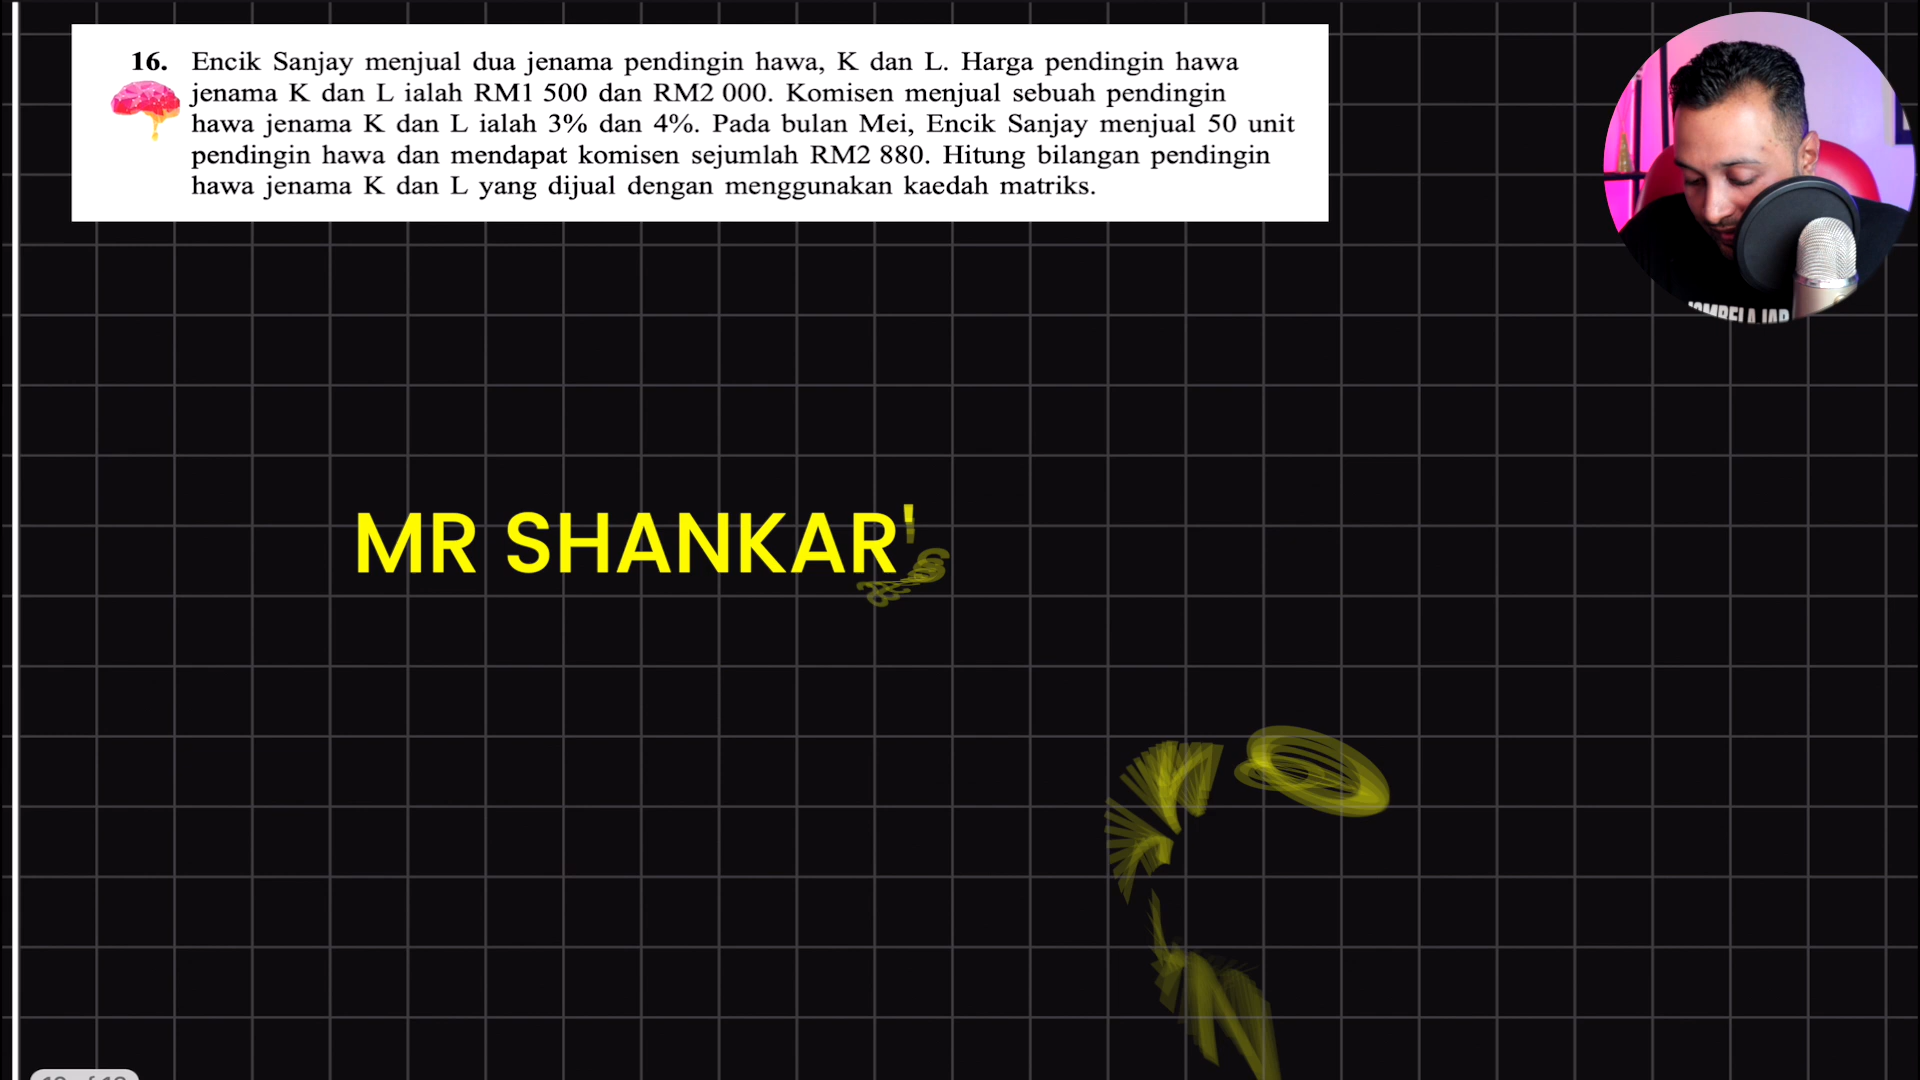 16. Encik Sanjay menjual dua jenama pendingin hawa, K dan L. Harga pendingin hawa
jenama K dan L ialah RM1 500 dan RM2 000. Komisen menjual sebuah pendingin
hawa jenama K dan L ialah 3% dan 4%. Pada bulan Mei, Encik Sanjay menjual 50 unit
pendingin hawa dan mendapat komisen sejumlah RM2 880. Hitung bilangan pendingin
hawa jenama K dan L yang dijual dengan menggunakan kaedah matriks.
MR SHANKAR'